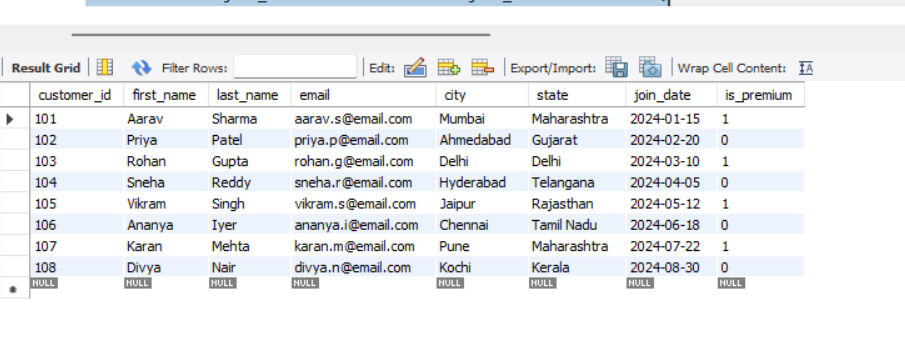 Result Grid Filter Rows: Edit: Export/Import: Wrap Cell Content: IA
customer_id first_name last_name email city state join_date is_premium
101 Aarav Sharma aarav.s@email.com Mumbai Maharashtra 2024-01-15 1
102 Priya Patel priya.p@email.com Ahmedabad Gujarat 2024-02-20 0
103 Rohan Gupta rohan.g@email.com Delhi Delhi 2024-03-10 1
104 Sneha Reddy sneha.r@email.com Hyderabad Telangana 2024-04-05 0
105 Vikram Singh vikram.s@email.com Jaipur Rajasthan 2024-05-12 1
106 Ananya Iyer ananya.i@email.com Chennai Tamil Nadu 2024-06-18 0
107 Karan Mehta karan.m@email.com Pune Maharashtra 2024-07-22 1
108 Divya Nair divya.n@email.com Kochi Kerala 2024-08-30 0
NULL NULL NULL NULL NULL NULL NULL NULL